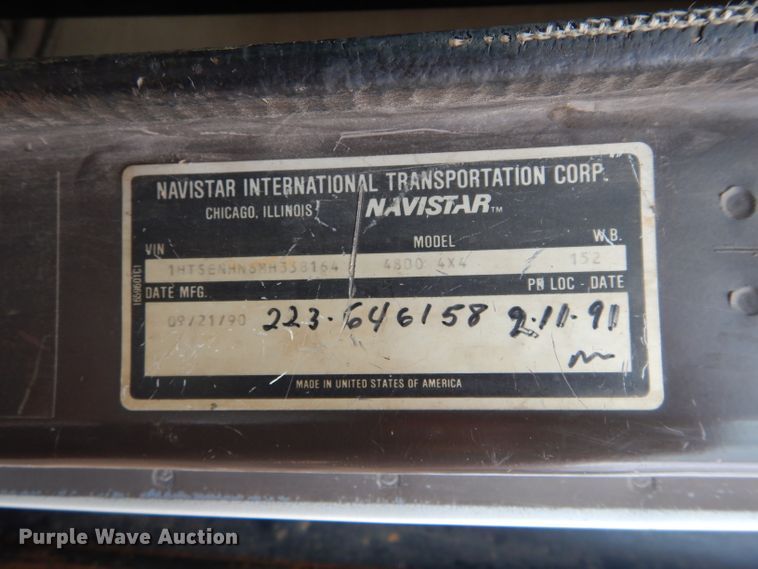 NAVISTAR INTERNATIONAL TRANSPORTATION CORP.
CHICAGO, ILLINOIS NAVISTAR™
VIN MODEL W.B.
4800 4X4 152
DATE MFG. PN LOC - DATE
09/21/90 223-646158 2-11-91
MADE IN UNITED STATES OF AMERICA
1659601C1
Purple Wave Auction